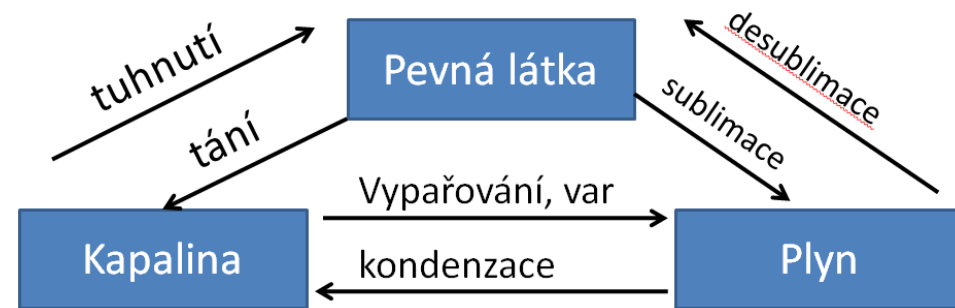 tuhnutí
Pevná látka
desublimace
tání
sublimace
Vypařování, var
Kapalina
Plyn
kondenzace